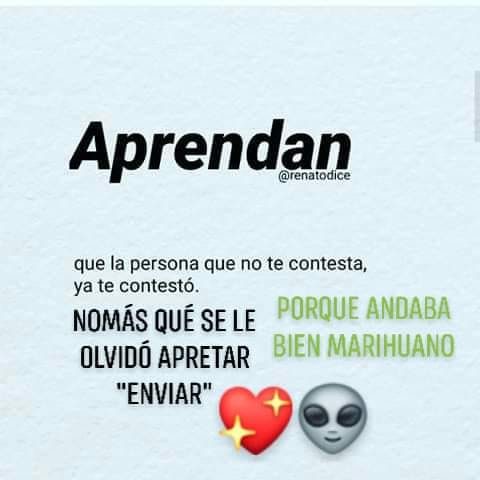 Aprendan
@renatodice
que la persona que no te contesta,
ya te contestó.
NOMÁS QUÉ SE LE
OLVIDÓ APRETAR
"ENVIAR"
PORQUE ANDABA
BIEN MARIHUANO